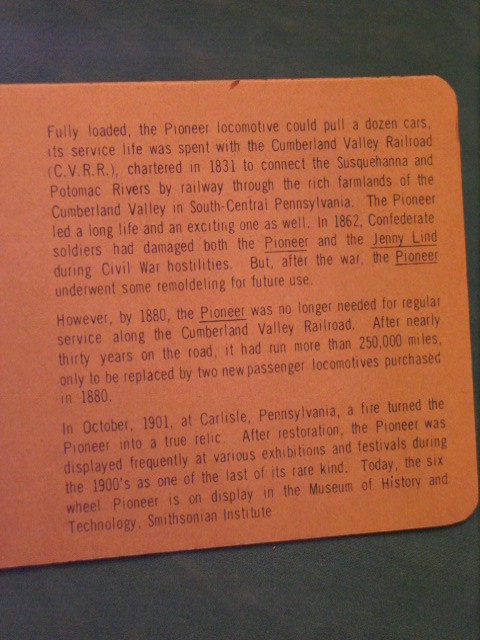 Fully loaded, the Pioneer locomotive could pull a dozen cars,
its service life was spent with the Cumberland Valley Railroad
(C.V.R.R.), chartered in 1831 to connect the Susquehanna and
Potomac Rivers by railway through the rich farmlands of the
Cumberland Valley in South-Central Pennsylvania. The Pioneer
led a long life and an exciting one as well. In 1862, Confederate
soldiers had damaged both the Pioneer and the Jenny Lind
during Civil War hostilities. But, after the war, the Pioneer
underwent some remoldeling for future use.
However, by 1880, the Pioneer was no longer needed for regular
service along the Cumberland Valley Railroad. After nearly
thirty years on the road, it had run more than 250,000 miles,
only to be replaced by two new passenger locomotives purchased
in 1880.
In October, 1901, at Carlisle, Pennsylvania, a fire turned the
Pioneer into a true relic. After restoration, the Pioneer was
displayed frequently at various exhibitions and festivals during
the 1900's as one of the last of its rare kind. Today, the six
wheel Pioneer is on display in the Museum of History and
Technology, Smithsonian Institute